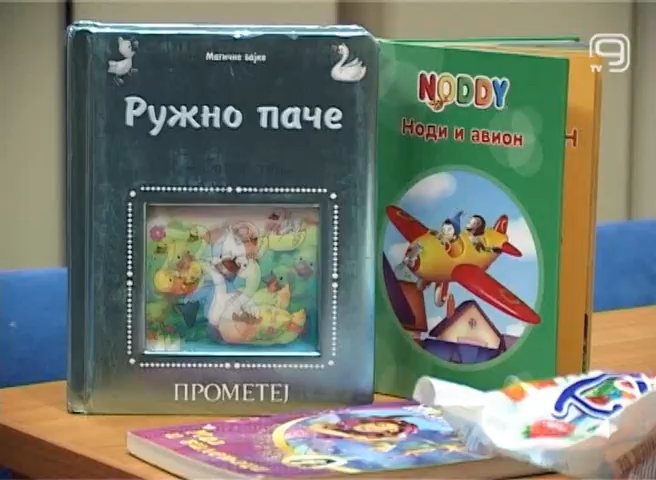 Магичне бајке
Ружно паче
ПРОМЕТЕЈ
NODDY
Ноди и авион
TV 9